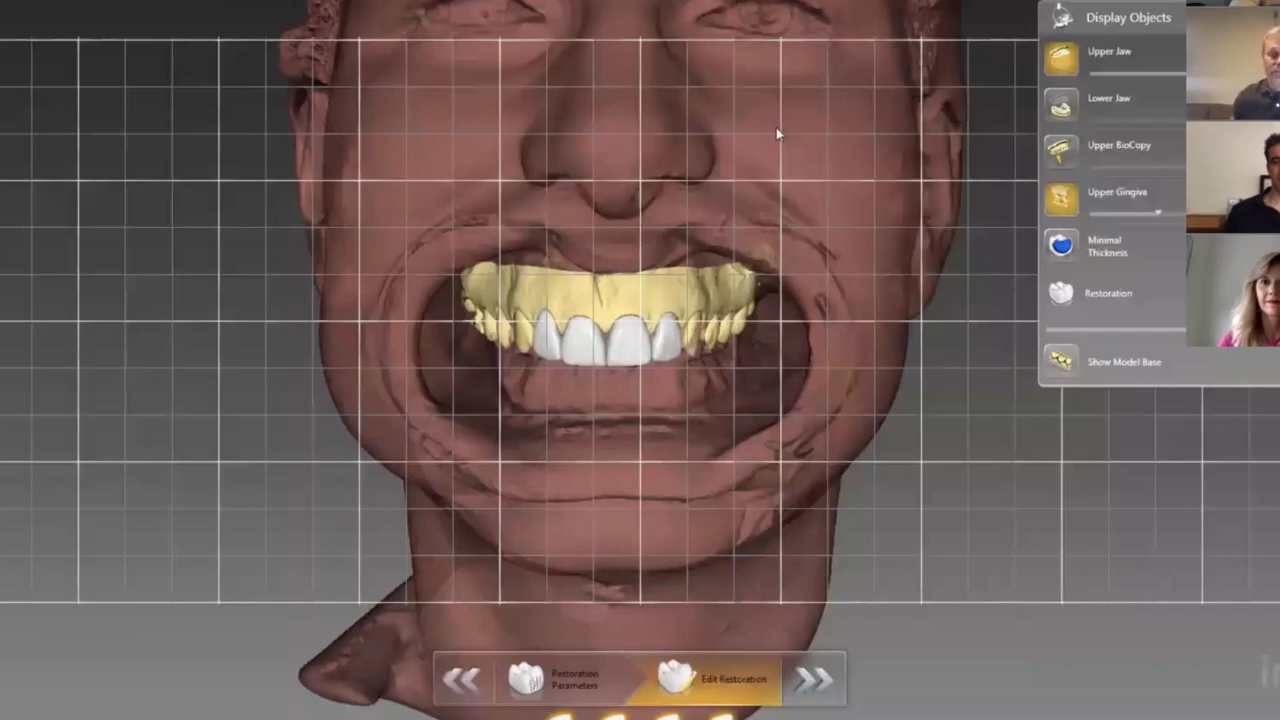 Display Objects
Upper Jaw
Lower Jaw
Upper BioCopy
Upper Gingiva
Minimal
Thickness
Restoration
Show Model Base
Restoration
Parameters
Edit Restoration